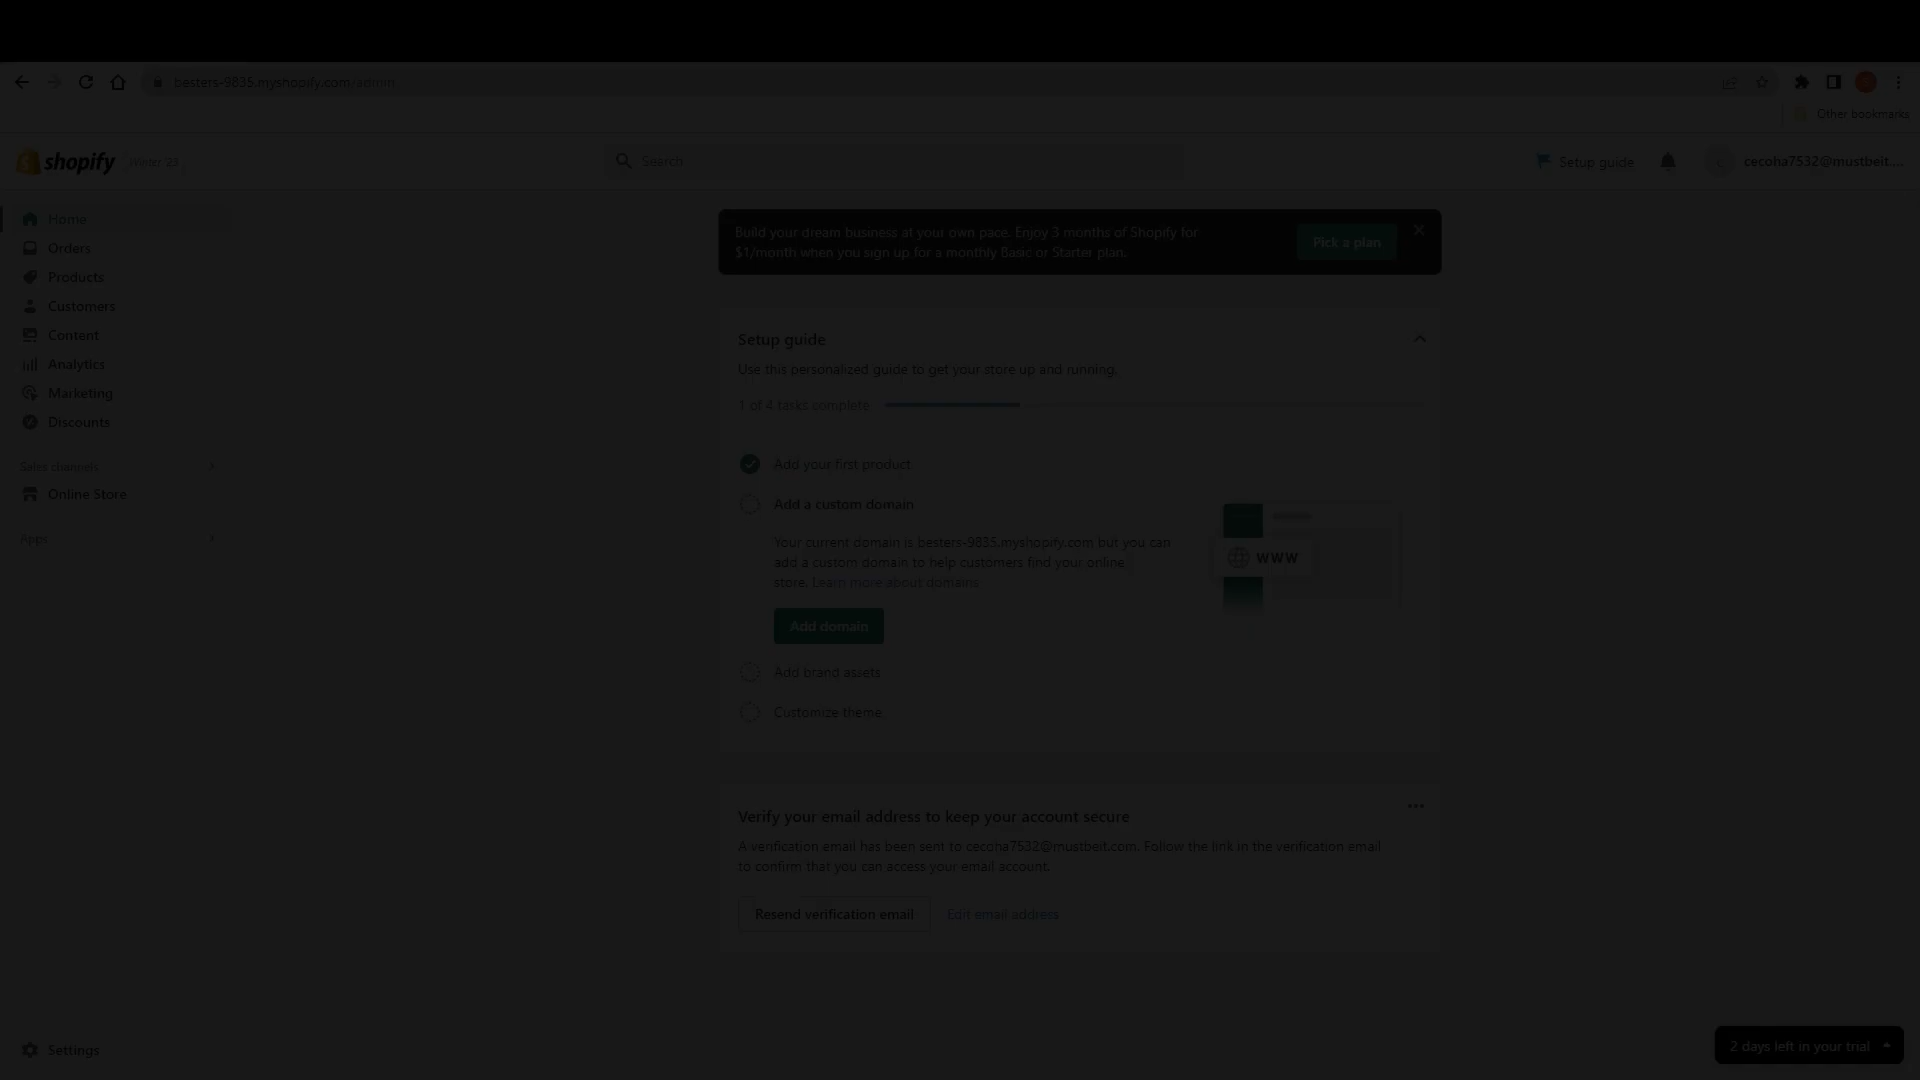 besters-9835.myshopify.com/admin
Other bookmarks
shopify Winter '23
Search
Setup guide
cecoha7532@mustbeit....
Home
Orders
Products
Customers
Content
Analytics
Marketing
Discounts
Sales channels
Online Store
Apps
Settings
Build your dream business at your own pace. Enjoy 3 months of Shopify for
$1/month when you sign up for a monthly Basic or Starter plan.
Pick a plan
Setup guide
Use this personalized guide to get your store up and running.
1 of 4 tasks complete
Add your first product
Add a custom domain
Your current domain is besters-9835.myshopify.com but you can
add a custom domain to help customers find your online
store. Learn more about domains
WWW
Add domain
Add brand assets
Customize theme
Verify your email address to keep your account secure
A verification email has been sent to cecoha7532@mustbeit.com. Follow the link in the verification email
to confirm that you can access your email account.
Resend verification email
Edit email address
2 days left in your trial